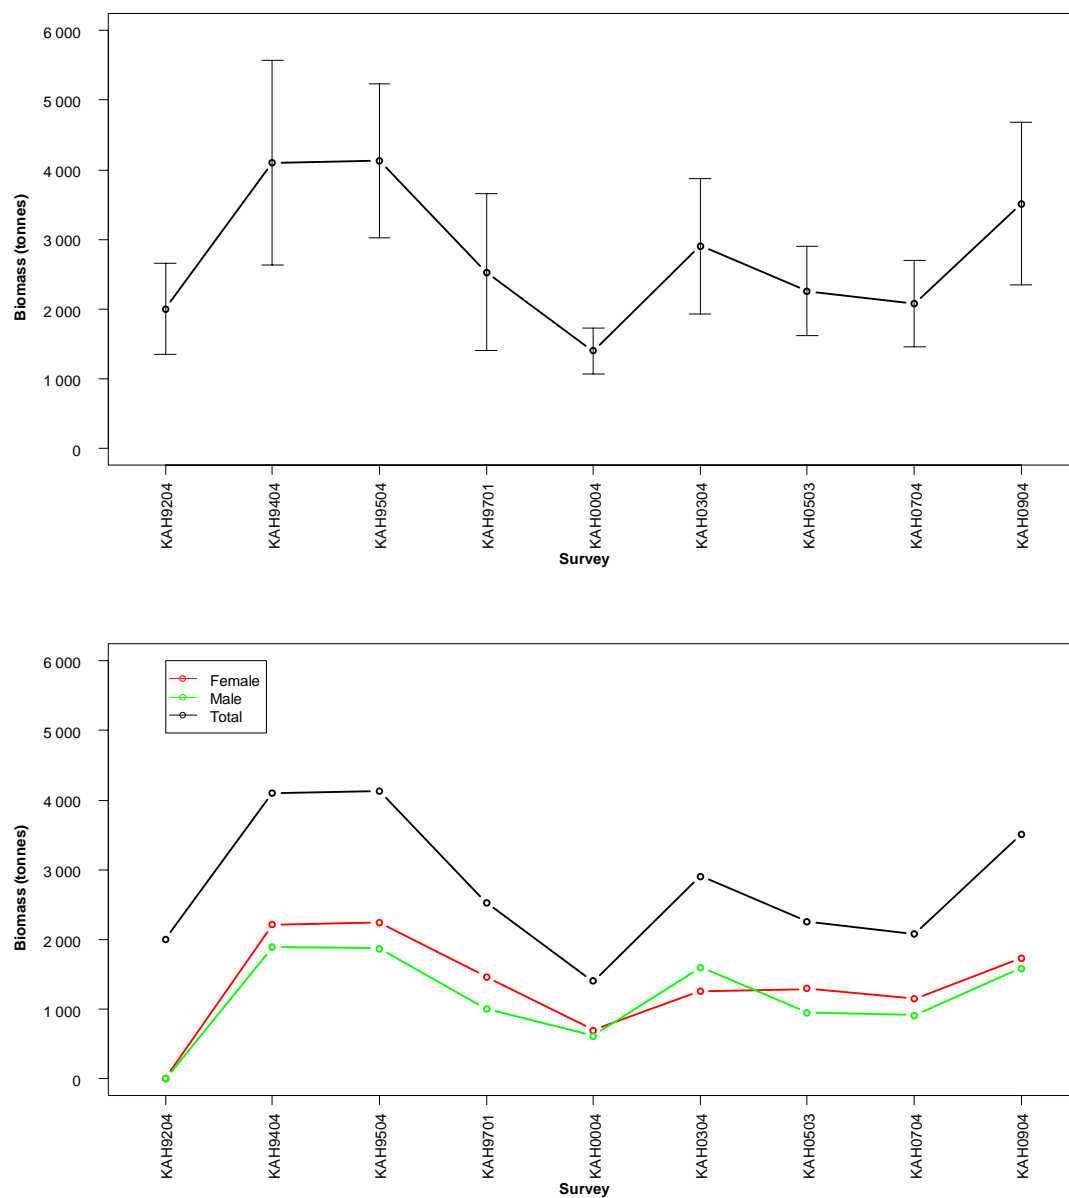 6 000
5 000
4 000
3 000
2 000
1 000
0
Biomass (tonnes)
KAH9204
KAH9404
KAH9504
KAH9701
KAH0004
KAH0304
KAH0503
KAH0704
KAH0904
Survey
6 000
5 000
4 000
3 000
2 000
1 000
0
Biomass (tonnes)
Female
Male
Total
KAH9204
KAH9404
KAH9504
KAH9701
KAH0004
KAH0304
KAH0503
KAH0704
KAH0904
Survey